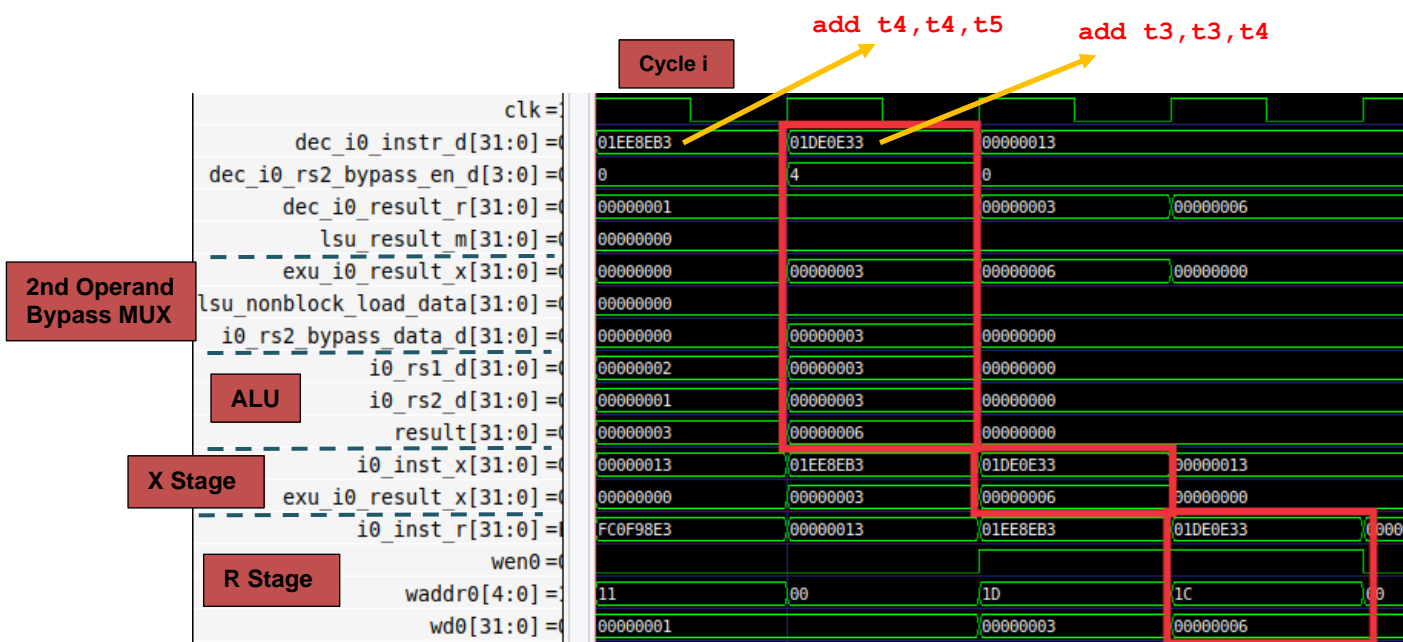 add t4,t4,t5
add t3,t3,t4
Cycle i
clk =
dec_i0_instr_d[31:0] =
01EE8EB3
01DE0E33
00000013
dec_i0_rs2_bypass_en_d[3:0] =
0
4
0
dec_i0_result_r[31:0] =
00000001
00000003
00000006
lsu_result_m[31:0] =
00000000
2nd Operand
Bypass MUX
exu_i0_result_x[31:0] =
00000000
00000003
00000006
00000000
lsu_nonblock_load_data[31:0] =
00000000
i0_rs2_bypass_data_d[31:0] =
00000000
00000003
00000000
ALU
i0_rs1_d[31:0] =
00000002
00000003
00000000
i0_rs2_d[31:0] =
00000001
00000003
00000000
result[31:0] =
00000003
00000006
00000000
X Stage
i0_inst_x[31:0] =
00000013
01EE8EB3
01DE0E33
00000013
exu_i0_result_x[31:0] =
00000000
00000003
00000006
00000000
R Stage
i0_inst_r[31:0] =
FC0F98E3
00000013
01EE8EB3
01DE0E33
wen0 =
waddr0[4:0] =
11
00
1D
1C
00
wd0[31:0] =
00000001
00000003
00000006